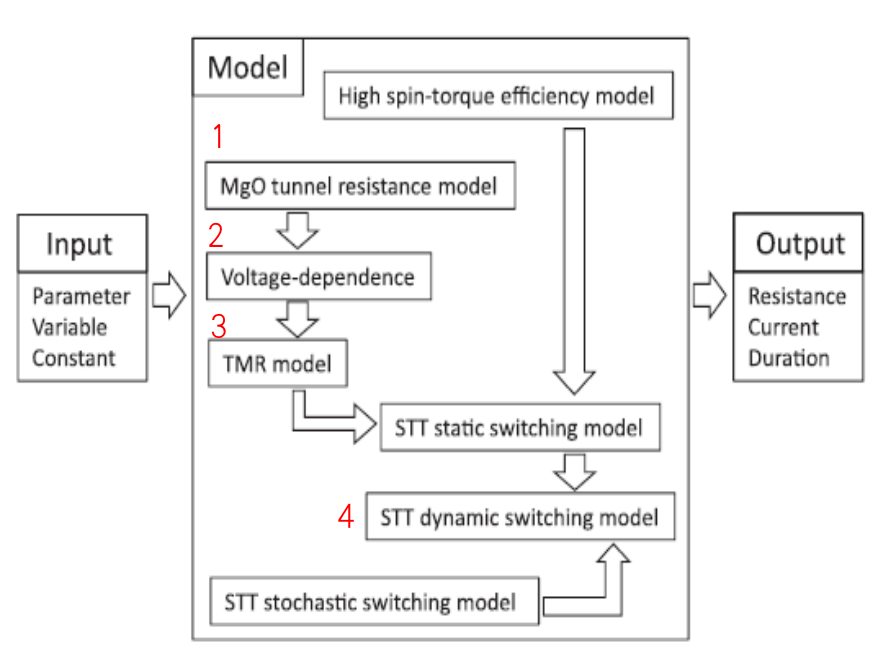 Model
High spin-torque efficiency model
1
MgO tunnel resistance model
2
Voltage-dependence
3
TMR model
STT static switching model
4
STT dynamic switching model
STT stochastic switching model
Input
Parameter
Variable
Constant
Output
Resistance
Current
Duration